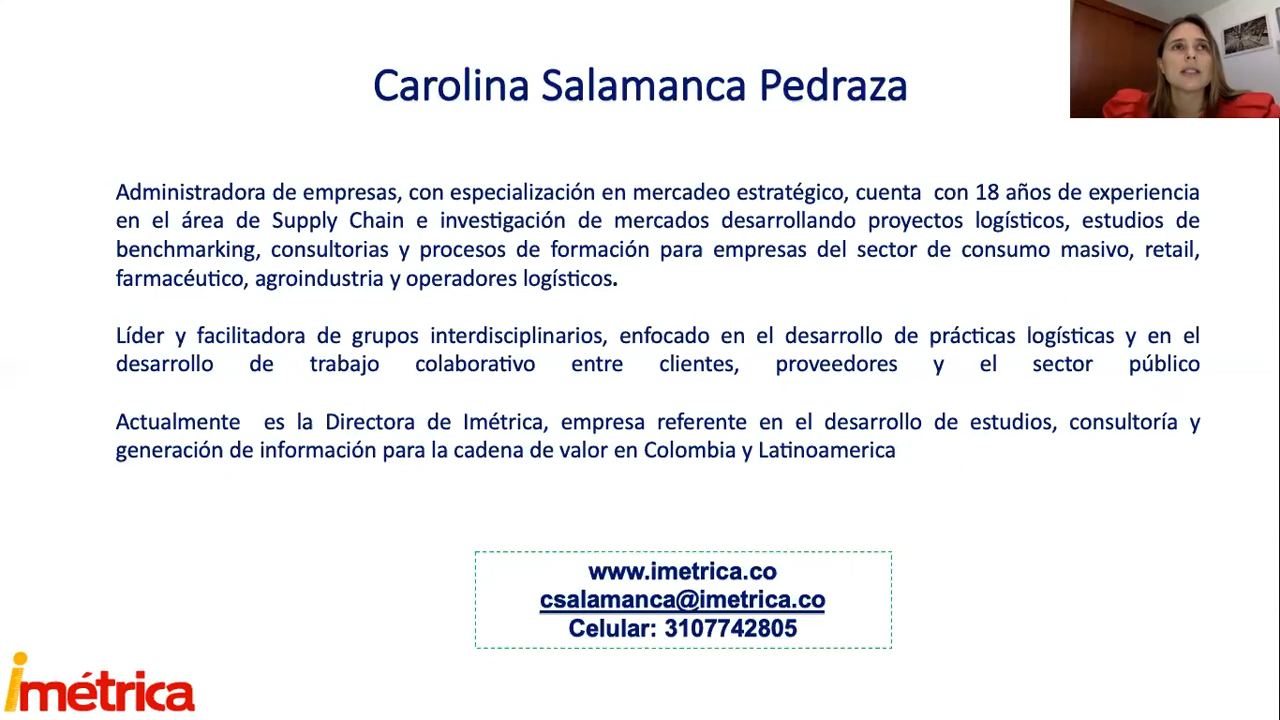 Carolina Salamanca Pedraza
Administradora de empresas, con especialización en mercadeo estratégico, cuenta con 18 años de experiencia
en el área de Supply Chain e investigación de mercados desarrollando proyectos logísticos, estudios de
benchmarking, consultorias y procesos de formación para empresas del sector de consumo masivo, retail,
farmacéutico, agroindustria y operadores logísticos.
Líder y facilitadora de grupos interdisciplinarios, enfocado en el desarrollo de prácticas logísticas y en el
desarrollo de trabajo colaborativo entre clientes, proveedores y el sector público
Actualmente es la Directora de Imétrica, empresa referente en el desarrollo de estudios, consultoría y
generación de información para la cadena de valor en Colombia y Latinoamerica
www.imetrica.co
csalamanca@imetrica.co
Celular: 3107742805
imétrica